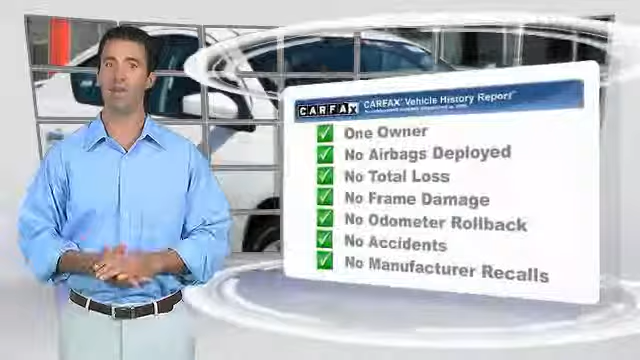 CARFAX CARFAX Vehicle History Report™
One Owner
No Airbags Deployed
No Total Loss
No Frame Damage
No Odometer Rollback
No Accidents
No Manufacturer Recalls